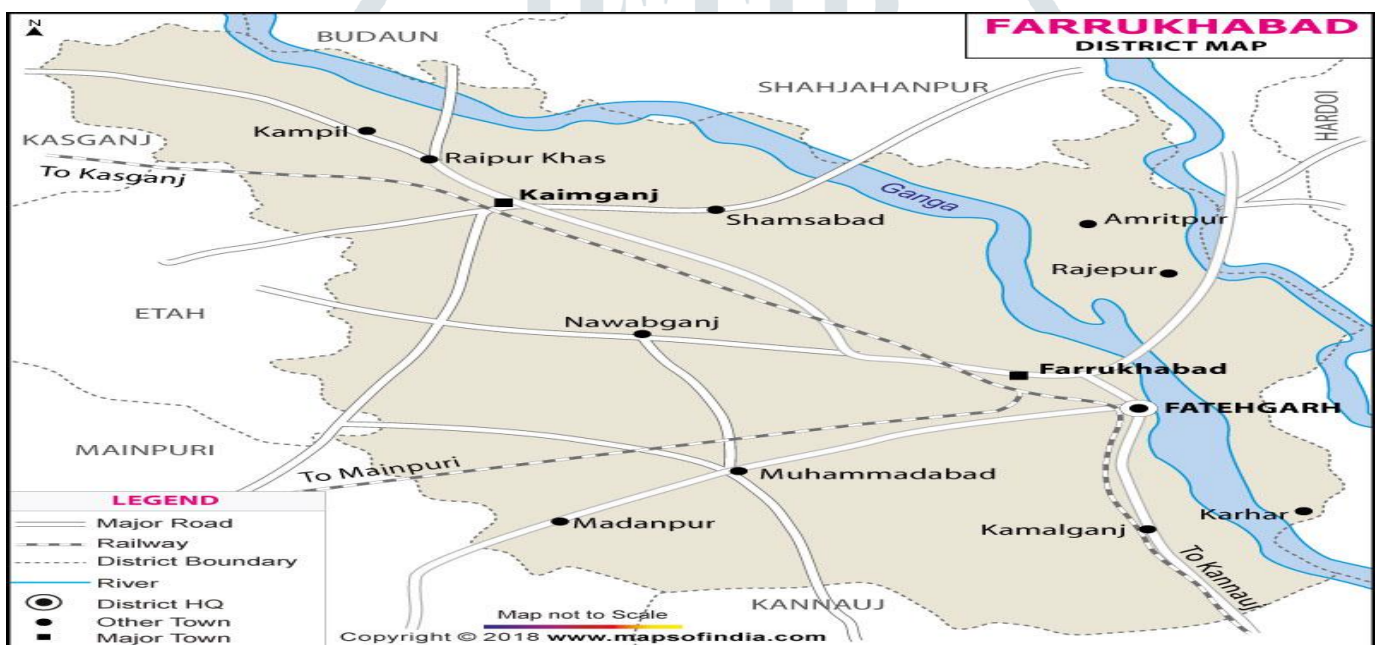 N
BUDAUN
FARRUKHABAD
DISTRICT MAP
SHAHJAHANPUR
HARDOI
KASGANJ
Kampil
Raipur Khas
To Kasganj
Kaimganj
Ganga
Shamsabad
Amritpur
Rajepur
ETAH
Nawabganj
Farrukhabad
FATEHGARH
MAINPURI
To Mainpuri
Muhammadabad
Madanpur
Kamalganj
Karhar
To Kannauj
KANNAUJ
LEGEND
Major Road
Railway
District Boundary
River
District HQ
Other Town
Major Town
Map not to Scale
Copyright © 2018 www.mapsofindia.com